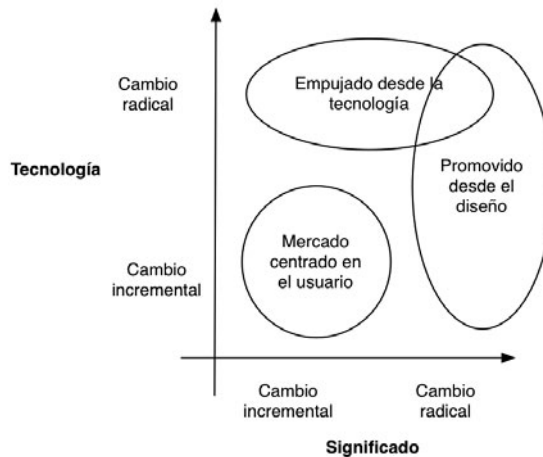 Cambio
radical
Empujado desde la
tecnología
Tecnología
Promovido
desde el
diseño
Mercado
centrado en
el usuario
Cambio
incremental
Cambio
incremental
Cambio
radical
Significado